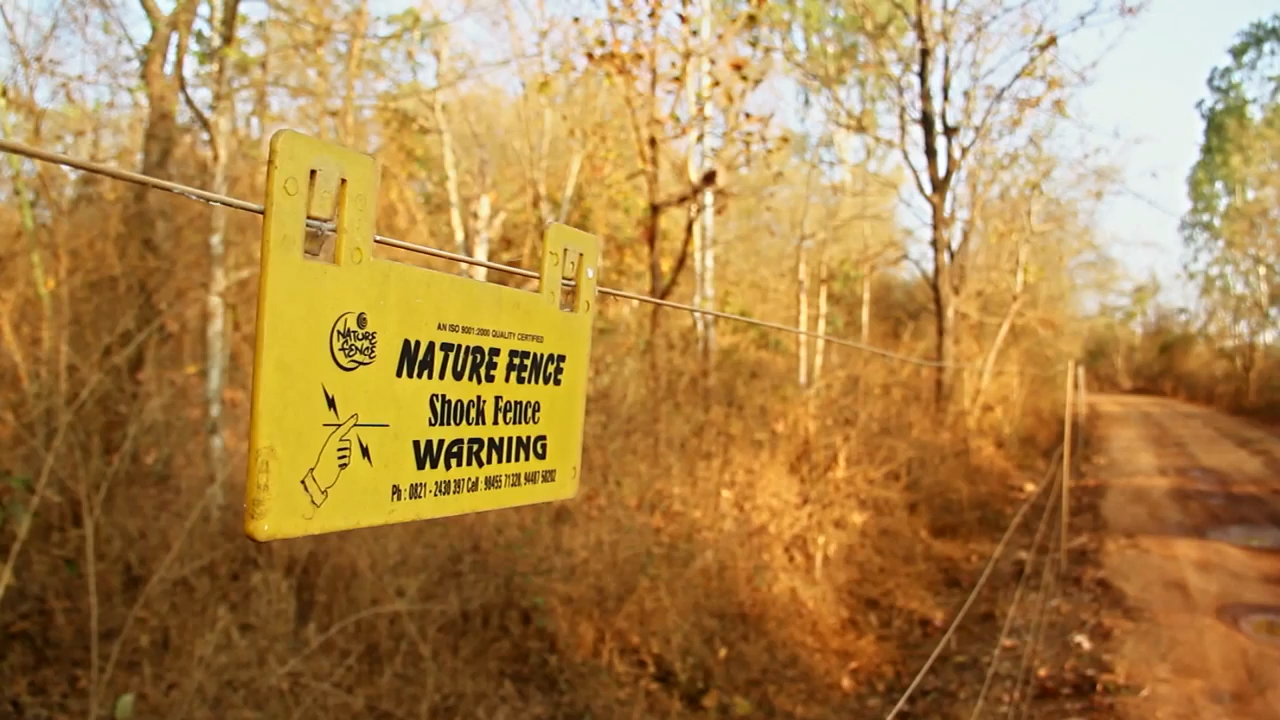 NATURE FENCE
AN ISO 9001:2000 QUALITY CERTIFIED
NATURE FENCE
Shock Fence
WARNING
Ph : 0821 - 2430 397 Cell : 98455 71320, 94487 58202